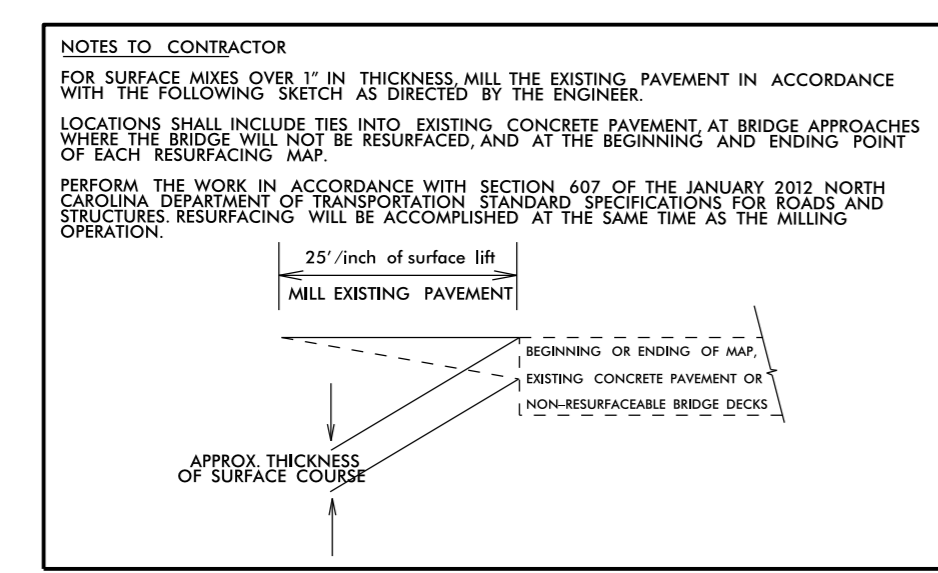 NOTES TO CONTRACTOR
FOR SURFACE MIXES OVER 1" IN THICKNESS, MILL THE EXISTING PAVEMENT IN ACCORDANCE
WITH THE FOLLOWING SKETCH AS DIRECTED BY THE ENGINEER.
LOCATIONS SHALL INCLUDE TIES INTO EXISTING CONCRETE PAVEMENT, AT BRIDGE APPROACHES
WHERE THE BRIDGE WILL NOT BE RESURFACED, AND AT THE BEGINNING AND ENDING POINT
OF EACH RESURFACING MAP.
PERFORM THE WORK IN ACCORDANCE WITH SECTION 607 OF THE JANUARY 2012 NORTH
CAROLINA DEPARTMENT OF TRANSPORTATION STANDARD SPECIFICATIONS FOR ROADS AND
STRUCTURES. RESURFACING WILL BE ACCOMPLISHED AT THE SAME TIME AS THE MILLING
OPERATION.
25'/inch of surface lift
MILL EXISTING PAVEMENT
BEGINNING OR ENDING OF MAP,
EXISTING CONCRETE PAVEMENT OR
NON-RESURFACEABLE BRIDGE DECKS
APPROX. THICKNESS
OF SURFACE COURSE